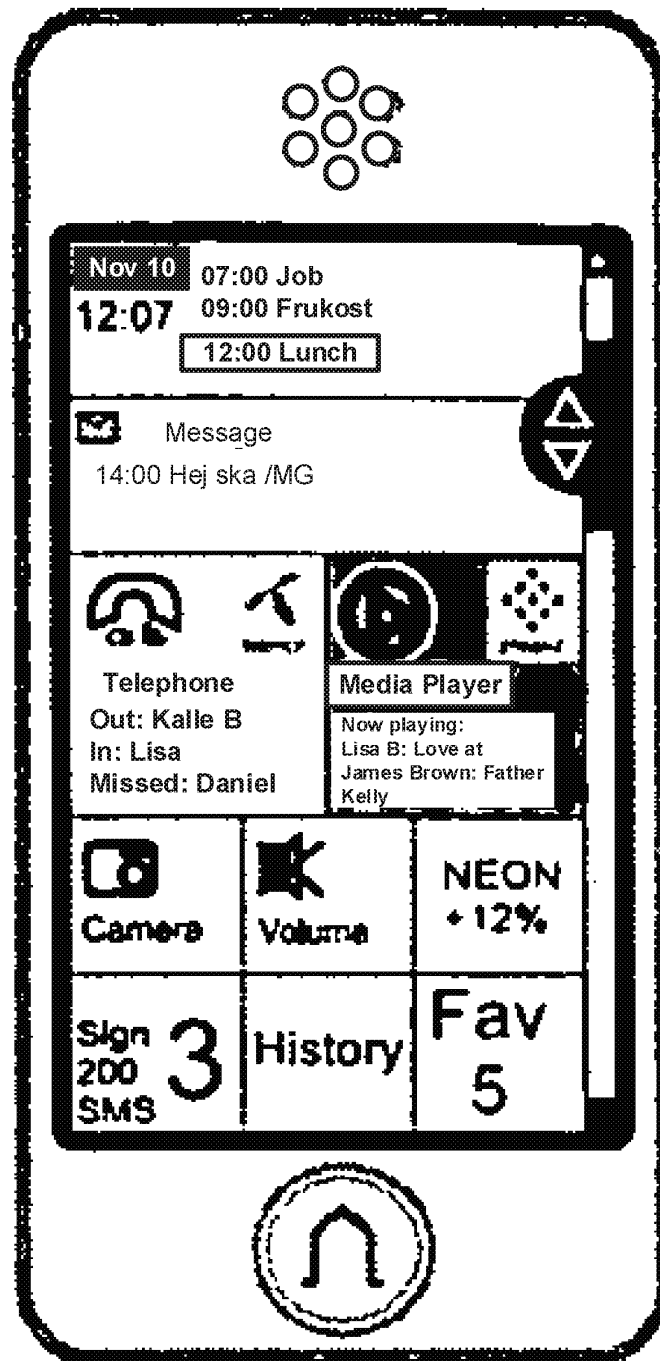 Nov 10
12:07
07:00 Job
09:00 Frukost
12:00 Lunch
Message
14:00 Hej ska /MG
Telephone
Out: Kalle B
In: Lisa
Missed: Daniel
Media Player
Now playing:
Lisa B: Love at
James Brown: Father
Kelly
Camera
Volume
NEON
+12%
Sign
200
SMS
3
History
Fav
5